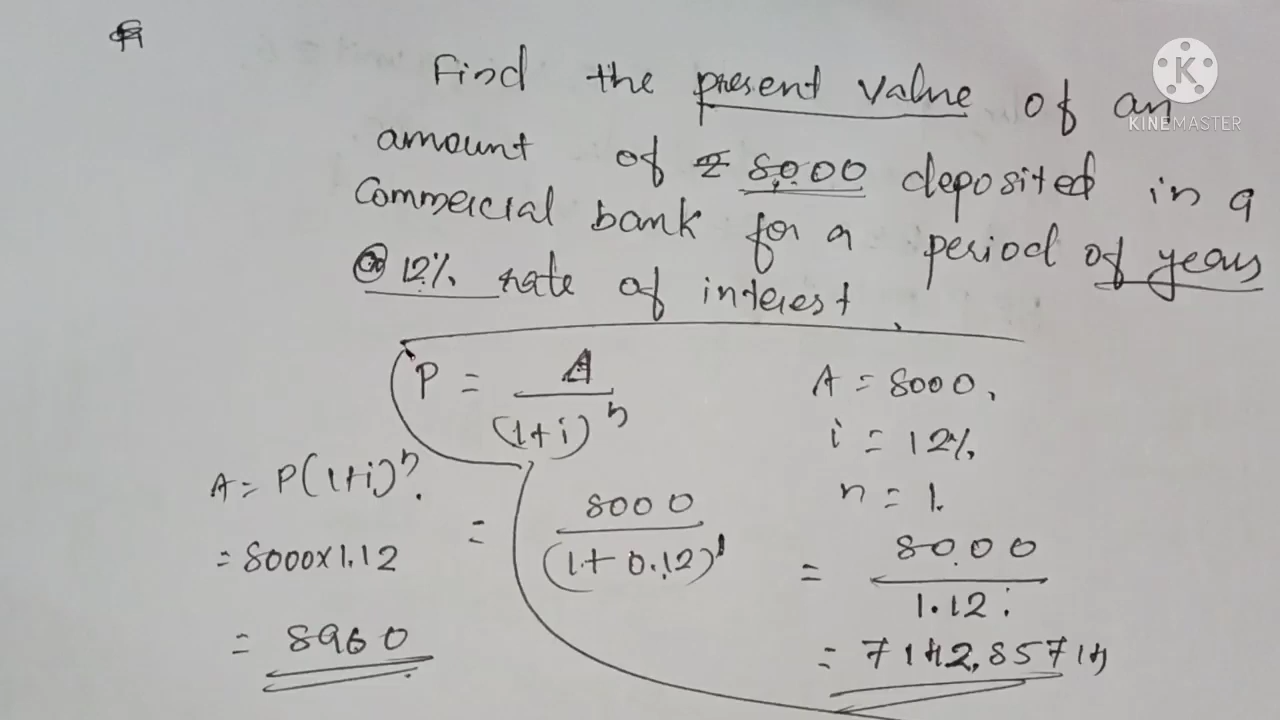 Find the present value of an
amount of ₹ 8000 deposited in a
Commercial bank for a period of years
@ 12% rate of interest.
P = A / (1+i)^n
A = 8000,
i = 12%
n = 1.
A = P(1+i)^n.
= 8000×1.12
= 8960
= 8000 / (1+0.12)^1
= 8000 / 1.12
= 7142.85714
K
KINEMASTER